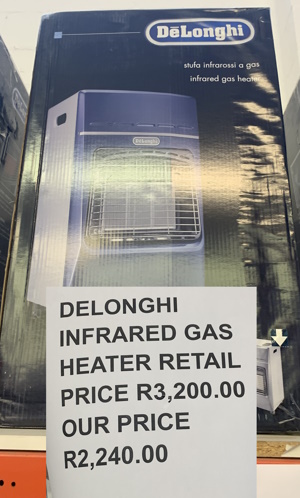 DeLonghi
stufa infrarossi a gas
infrared gas heater
DeLonghi
DELONGHI
INFRARED GAS
HEATER RETAIL
PRICE R3,200.00
OUR PRICE
R2,240.00